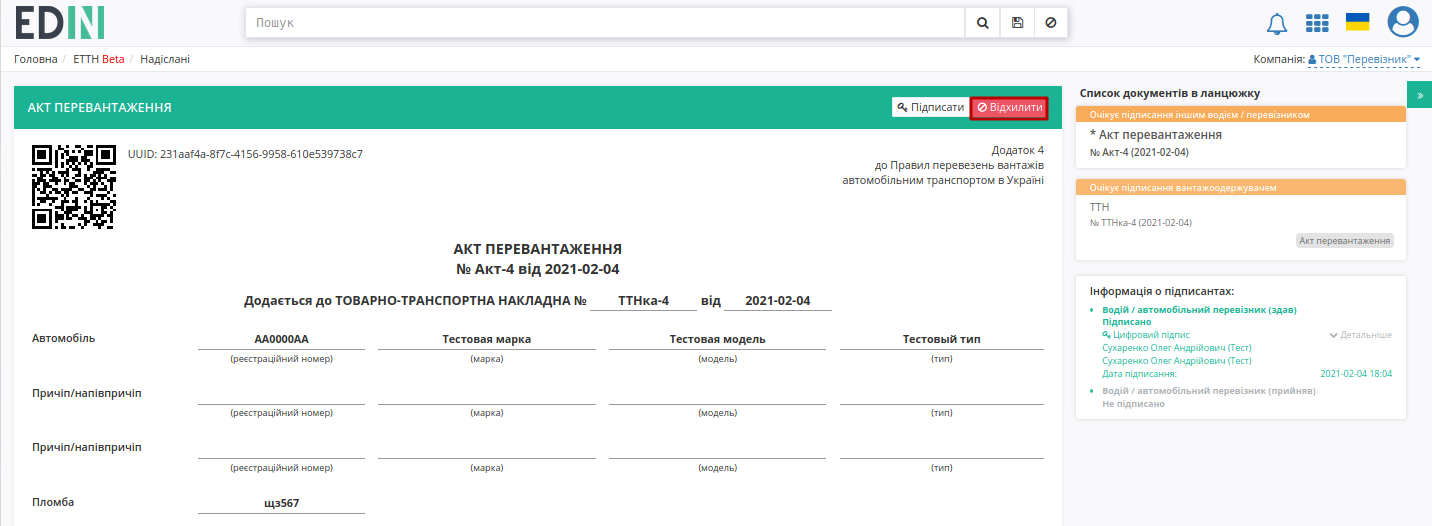 EDIN
Пошук
Головна / ЕТТН Beta / Надіслані
Компанія: ТОВ "Перевізник"
АКТ ПЕРЕВАНТАЖЕННЯ
Підписати
Відхилити
UUID: 231aaf4a-8f7c-4156-9958-610e539738c7
Додаток 4
до Правил перевезень вантажів
автомобільним транспортом в Україні
АКТ ПЕРЕВАНТАЖЕННЯ
№ Акт-4 від 2021-02-04
Додається до ТОВАРНО-ТРАНСПОРТНА НАКЛАДНА № ТТНка-4 від 2021-02-04
Автомобіль АА0000АА Тестовая марка Тестовая модель Тестовый тип
(реєстраційний номер) (марка) (модель) (тип)
Причіп/напівпричіп
(реєстраційний номер) (марка) (модель) (тип)
Причіп/напівпричіп
(реєстраційний номер) (марка) (модель) (тип)
Пломба щз567
Список документів в ланцюжку
»
Очікує підписання іншим водієм / перевізником
* Акт перевантаження
№ Акт-4 (2021-02-04)
Очікує підписання вантажоодержувачем
ТТН
№ ТТНка-4 (2021-02-04)
Акт перевантаження
Інформація о підписантах:
Водій / автомобільний перевізник (здав)
Підписано
Цифровий підпис Детальніше
Сухаренко Олег Андрійович (Тест)
Сухаренко Олег Андрійович (Тест)
Дата підписання: 2021-02-04 18:04
Водій / автомобільний перевізник (прийняв)
Не підписано